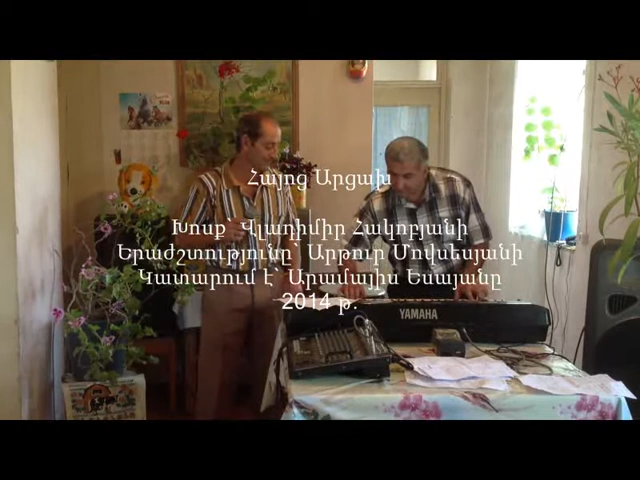 Հայոց Արցախ
Խոսք՝ Վլադիմիր Հակոբյանի
Երաժշտությունը՝ Արթուր Մովսեսյանի
Կատարում է՝ Արամայիս Եսայանը
2014 թ.
YAMAHA